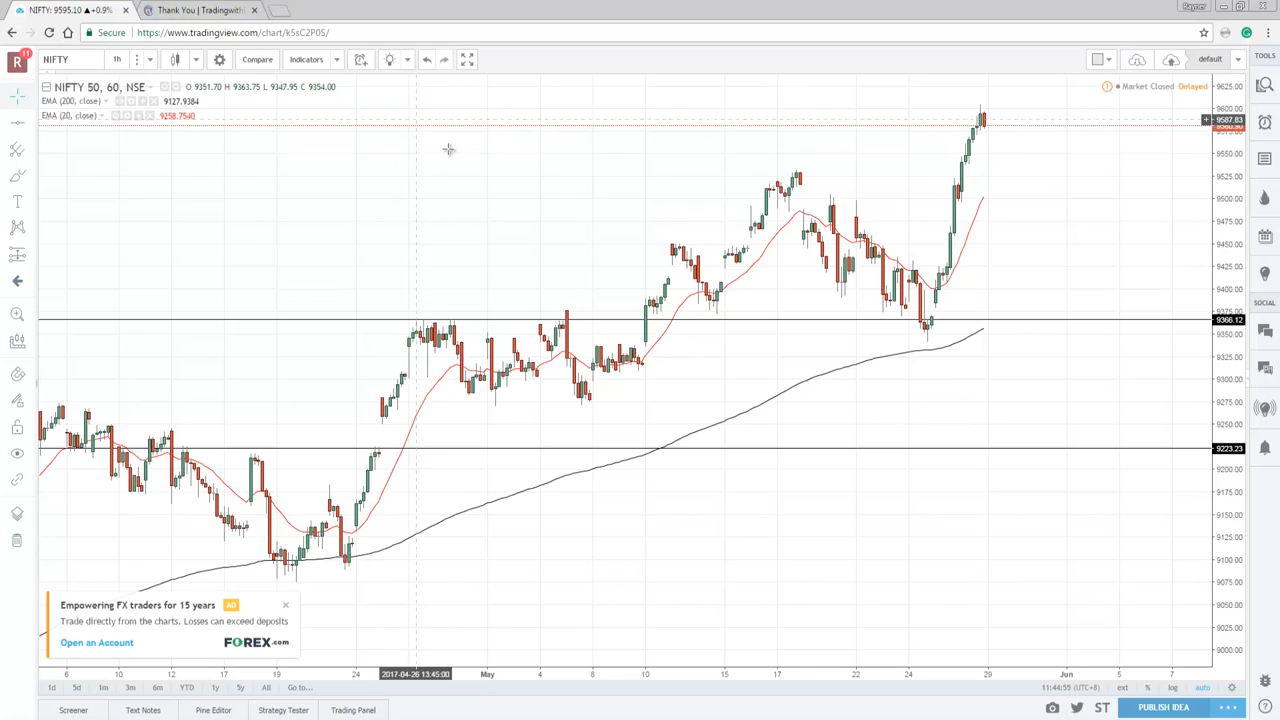 NIFTY: 9595.10 ▲+0.9%
Thank You | Tradingwith
Rayner
Secure
https://www.tradingview.com/chart/k5sC2P0S/
R
11
NIFTY
1h
Compare
Indicators
default
TOOLS
NIFTY 50, 60, NSE
O 9351.70 H 9363.75 L 9347.95 C 9354.00
Market Closed
Delayed
EMA (200, close)
9127.9384
EMA (20, close)
9258.7540
9625.00
9600.00
9587.83
9575.00
9550.00
9525.00
9500.00
9475.00
9450.00
9425.00
9400.00
9375.00
9366.12
9350.00
9325.00
9300.00
9275.00
9250.00
9223.23
9200.00
9175.00
9150.00
9125.00
9100.00
9075.00
9050.00
9025.00
9000.00
SOCIAL
Empowering FX traders for 15 years
AD
Trade directly from the charts. Losses can exceed deposits
Open an Account
FOREX.com
6
10
12
17
19
24
2017-04-26 13:45:00
May
4
8
10
15
17
22
24
29
Jun
5
7
1d
5d
1m
3m
6m
YTD
1y
5y
All
Go to...
11:44:55 (UTC+8)
ext
%
log
auto
Screener
Text Notes
Pine Editor
Strategy Tester
Trading Panel
ST
PUBLISH IDEA